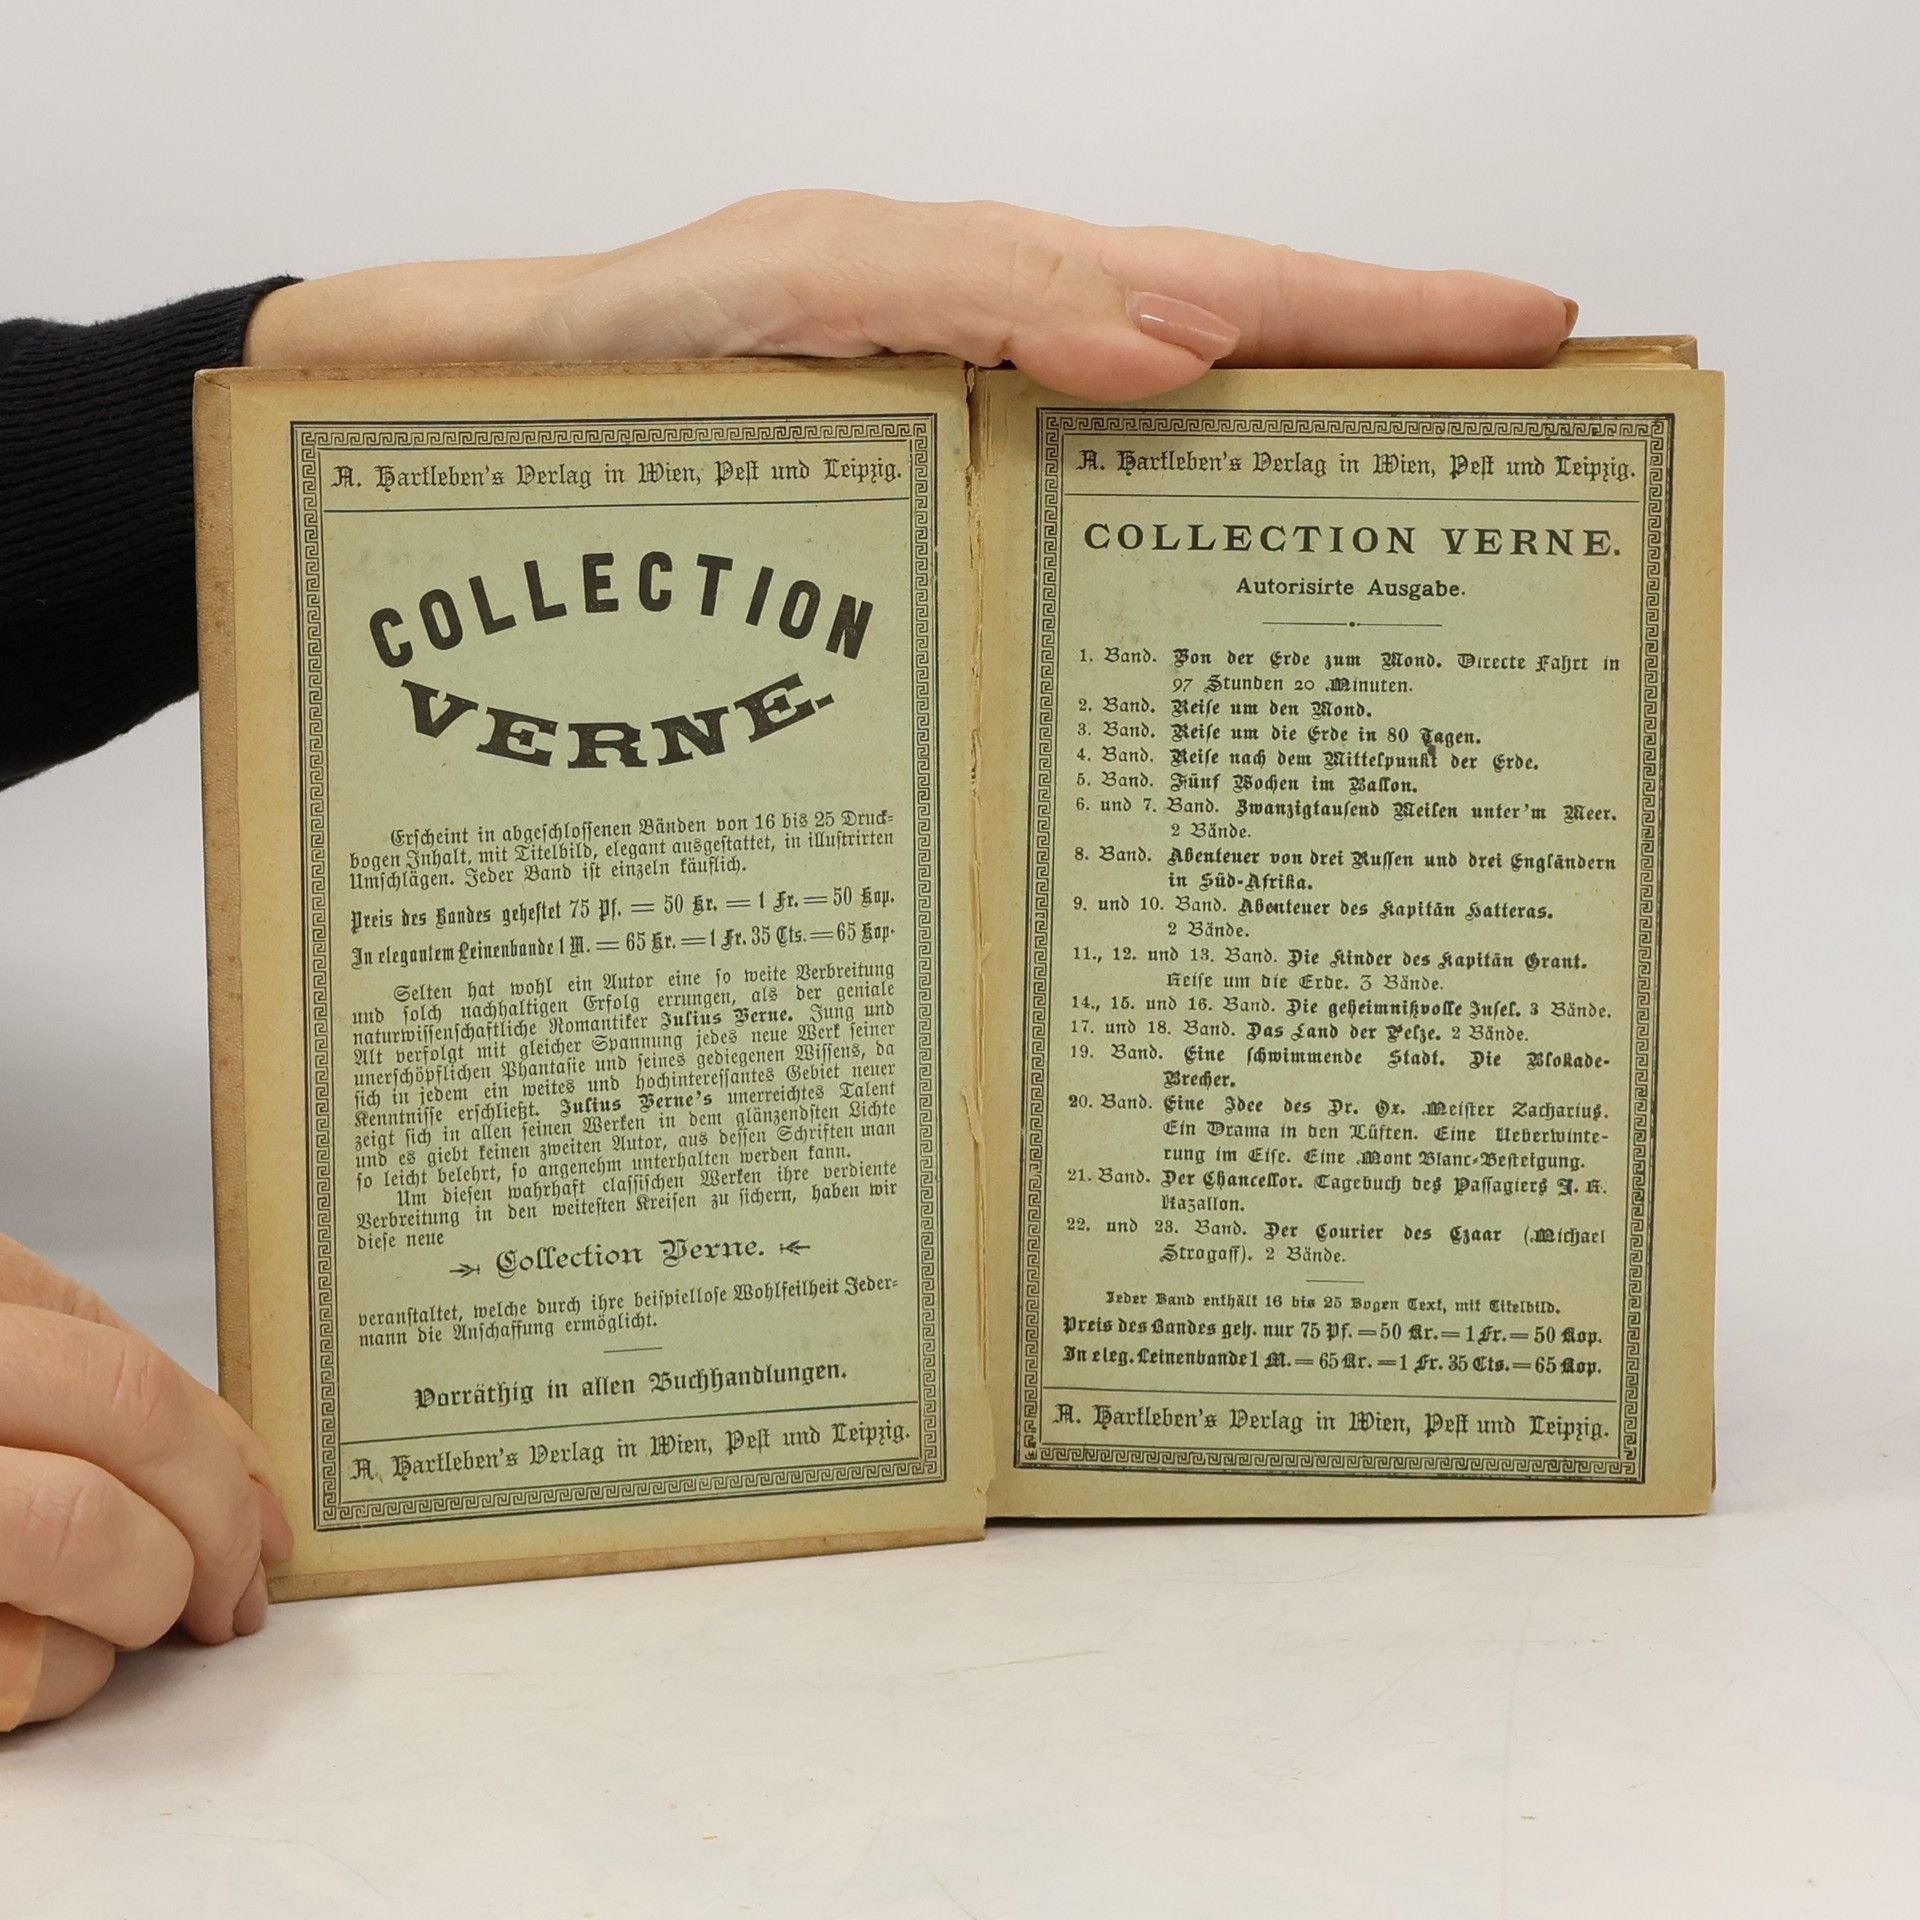 A. Hartleben's Verlag in Wien, Pest und Leipzig.
COLLECTION
VERNE.
Erscheint in abgeschlossenen Bänden von 16 bis 25 Druck-
bogen Inhalt, mit Titelbild, elegant ausgestattet, in illustrirten
Umschlägen. Jeder Band ist einzeln käuflich.
Preis des Bandes geheftet 75 Pf. = 50 Kr. = 1 Fr. = 50 Kop.
In elegantem Leinenbande 1 M. = 65 Kr. = 1 Fr. 35 Cts. = 65 Kop.
Selten hat wohl ein Autor eine so weite Verbreitung
und solch nachhaltigen Erfolg errungen, als der geniale
naturwissenschaftliche Romantiker Julius Verne. Jung und
Alt verfolgt mit gleicher Spannung jedes neue Werk seiner
unerschöpflichen Phantasie und seines gediegenen Wissens, da
sich in jedem ein weites und hochinteressantes Gebiet neuer
Kenntnisse erschließt. Julius Verne's unerreichtes Talent
zeigt sich in allen seinen Werken in dem glänzendsten Lichte
und es giebt keinen zweiten Autor, aus dessen Schriften man
so leicht belehrt, so angenehm unterhalten werden kann.
Um diesen wahrhaft classischen Werken ihre verdiente
Verbreitung in den weitesten Kreisen zu sichern, haben wir
diese neue
Collection Verne.
veranstaltet, welche durch ihre beispiellose Wohlfeilheit Jeder-
mann die Anschaffung ermöglicht.
Vorräthig in allen Buchhandlungen.
A. Hartleben's Verlag in Wien, Pest und Leipzig.
A. Hartleben's Verlag in Wien, Pest und Leipzig.
COLLECTION VERNE.
Autorisirte Ausgabe.
1. Band. Von der Erde zum Mond. Directe Fahrt in
97 Stunden 20 Minuten.
2. Band. Reise um den Mond.
3. Band. Reise um die Erde in 80 Tagen.
4. Band. Reise nach dem Mittelpunkt der Erde.
5. Band. Fünf Wochen im Ballon.
6. und 7. Band. Zwanzigtausend Meilen unter'm Meer.
2 Bände.
8. Band. Abenteuer von drei Russen und drei Engländern
in Süd-Afrika.
9. und 10. Band. Abenteuer des Kapitän Hatteras.
2 Bände.
11., 12. und 13. Band. Die Kinder des Kapitän Grant.
Reise um die Erde. 3 Bände.
14., 15. und 16. Band. Die geheimnißvolle Insel. 3 Bände.
17. und 18. Band. Das Land der Pelze. 2 Bände.
19. Band. Eine schwimmende Stadt. Die Blokade-
Brecher.
20. Band. Eine Idee des Dr. Ox. Meister Zacharius.
Ein Drama in den Lüften. Eine Ueberwinte-
rung im Eise. Eine Mont Blanc-Besteigung.
21. Band. Der Chancellor. Tagebuch des Passagiers J. R.
Kazallon.
22. und 23. Band. Der Courier des Czaar (Michael
Strogoff). 2 Bände.
Jeder Band enthält 16 bis 25 Bogen Text, mit Titelbild.
Preis des Bandes geh. nur 75 Pf. = 50 Kr. = 1 Fr. = 50 Kop.
In eleg. Leinenbande 1 M. = 65 Kr. = 1 Fr. 35 Cts. = 65 Kop.
A. Hartleben's Verlag in Wien, Pest und Leipzig.